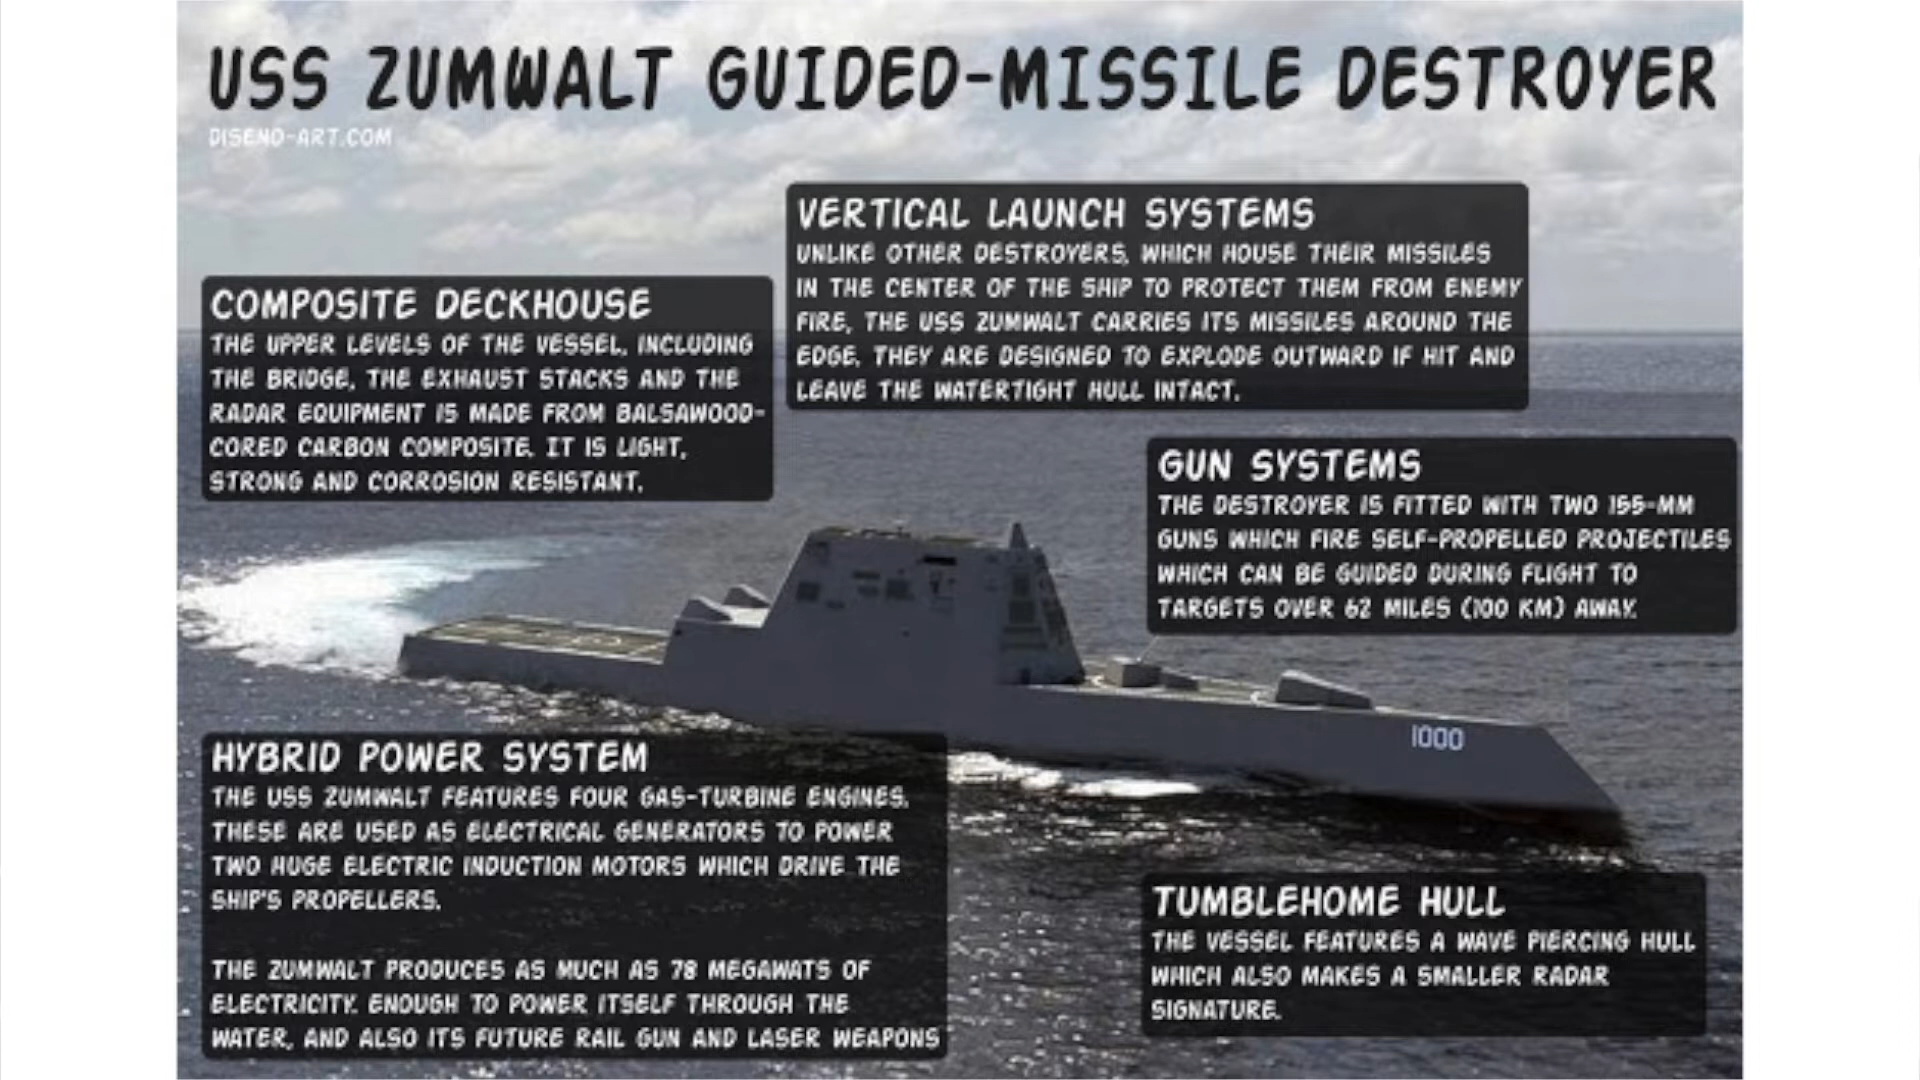 USS ZUMWALT GUIDED-MISSILE DESTROYER
DISENO-ART.COM
VERTICAL LAUNCH SYSTEMS
UNLIKE OTHER DESTROYERS, WHICH HOUSE THEIR MISSILES
IN THE CENTER OF THE SHIP TO PROTECT THEM FROM ENEMY
FIRE, THE USS ZUMWALT CARRIES ITS MISSILES AROUND THE
EDGE. THEY ARE DESIGNED TO EXPLODE OUTWARD IF HIT AND
LEAVE THE WATERTIGHT HULL INTACT.
COMPOSITE DECKHOUSE
THE UPPER LEVELS OF THE VESSEL, INCLUDING
THE BRIDGE, THE EXHAUST STACKS AND THE
RADAR EQUIPMENT IS MADE FROM BALSAWOOD-
CORED CARBON COMPOSITE. IT IS LIGHT,
STRONG AND CORROSION RESISTANT.
GUN SYSTEMS
THE DESTROYER IS FITTED WITH TWO 155-MM
GUNS WHICH FIRE SELF-PROPELLED PROJECTILES
WHICH CAN BE GUIDED DURING FLIGHT TO
TARGETS OVER 62 MILES (100 KM) AWAY.
1000
HYBRID POWER SYSTEM
THE USS ZUMWALT FEATURES FOUR GAS-TURBINE ENGINES.
THESE ARE USED AS ELECTRICAL GENERATORS TO POWER
TWO HUGE ELECTRIC INDUCTION MOTORS WHICH DRIVE THE
SHIP'S PROPELLERS.
THE ZUMWALT PRODUCES AS MUCH AS 78 MEGAWATS OF
ELECTRICITY. ENOUGH TO POWER ITSELF THROUGH THE
WATER, AND ALSO ITS FUTURE RAIL GUN AND LASER WEAPONS
TUMBLEHOME HULL
THE VESSEL FEATURES A WAVE PIERCING HULL
WHICH ALSO MAKES A SMALLER RADAR
SIGNATURE.